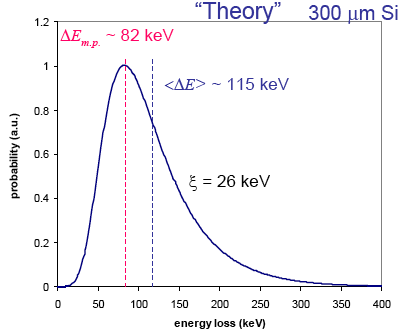 “Theory” 300 μm Si
ΔE m.p. ~ 82 keV
<ΔE> ~ 115 keV
ξ = 26 keV
probability (a.u.)
1.2
1
0.8
0.6
0.4
0.2
0
0 50 100 150 200 250 300 350 400
energy loss (keV)